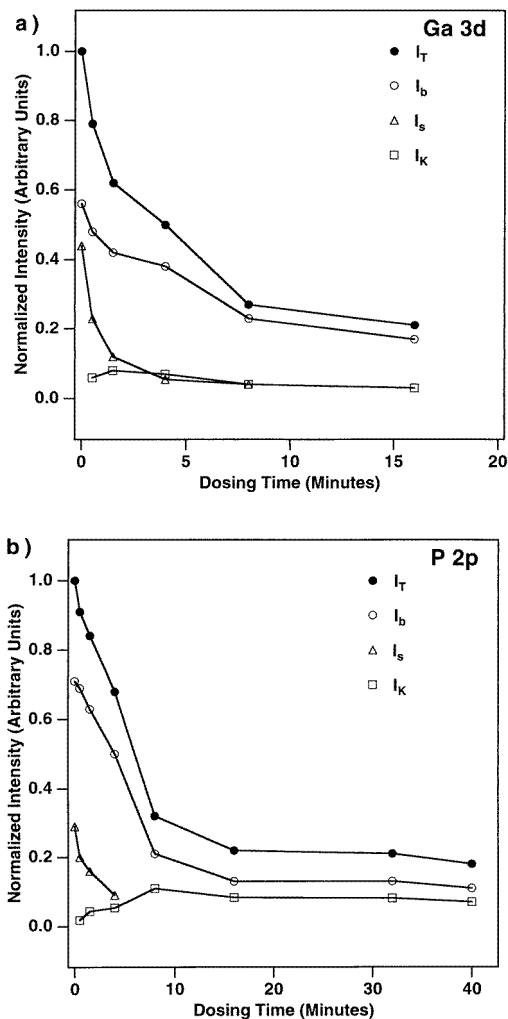 a)
Ga 3d
I_T
I_b
I_s
I_K
1.0
0.8
0.6
0.4
0.2
0.0
Normalized Intensity (Arbitrary Units)
0 5 10 15 20
Dosing Time (Minutes)
b)
P 2p
I_T
I_b
I_s
I_K
1.0
0.8
0.6
0.4
0.2
0.0
Normalized Intensity (Arbitrary Units)
0 10 20 30 40
Dosing Time (Minutes)